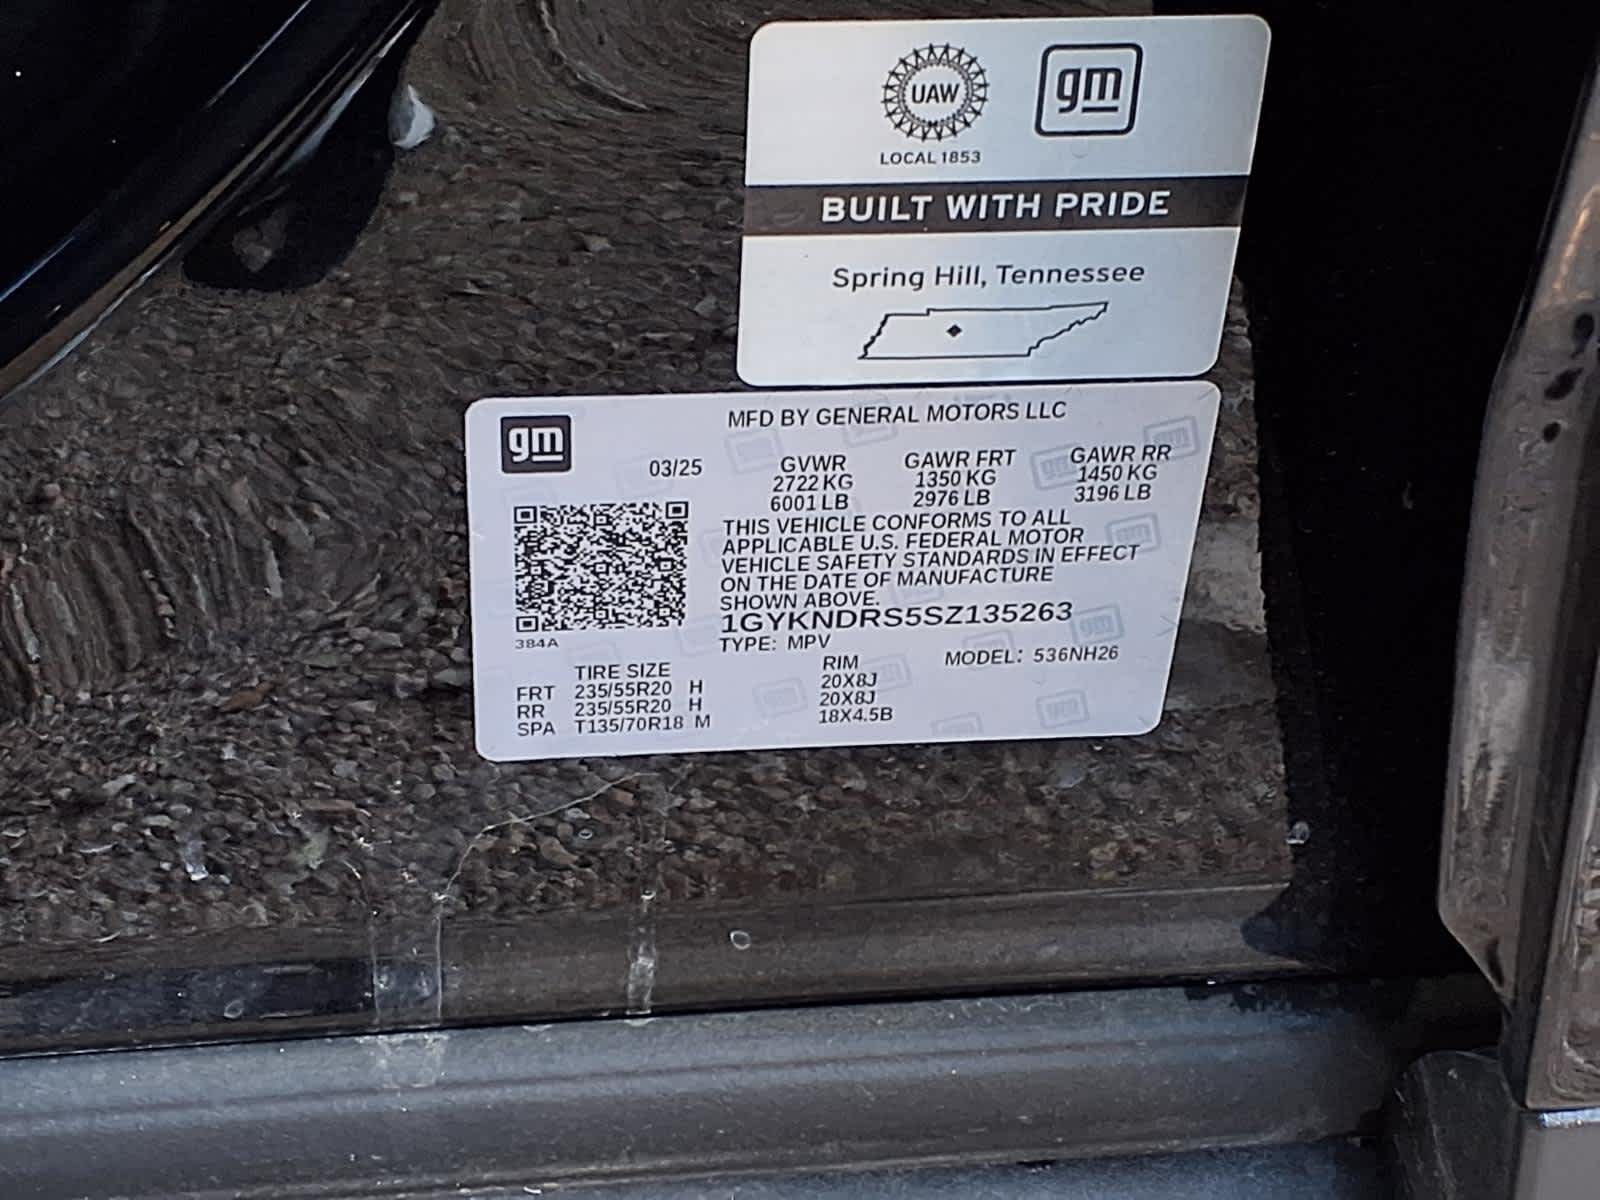 UAW
gm
LOCAL 1853
BUILT WITH PRIDE
Spring Hill, Tennessee
gm
MFD BY GENERAL MOTORS LLC
03/25
GVWR GAWR FRT GAWR RR
2722 KG 1350 KG 1450 KG
6001 LB 2976 LB 3196 LB
THIS VEHICLE CONFORMS TO ALL
APPLICABLE U.S. FEDERAL MOTOR
VEHICLE SAFETY STANDARDS IN EFFECT
ON THE DATE OF MANUFACTURE
SHOWN ABOVE.
1GYKNDRS5SZ135263
384A
TYPE: MPV
MODEL: 536NH26
TIRE SIZE RIM
FRT 235/55R20 H 20X8J
RR 235/55R20 H 20X8J
SPA T135/70R18 M 18X4.5B